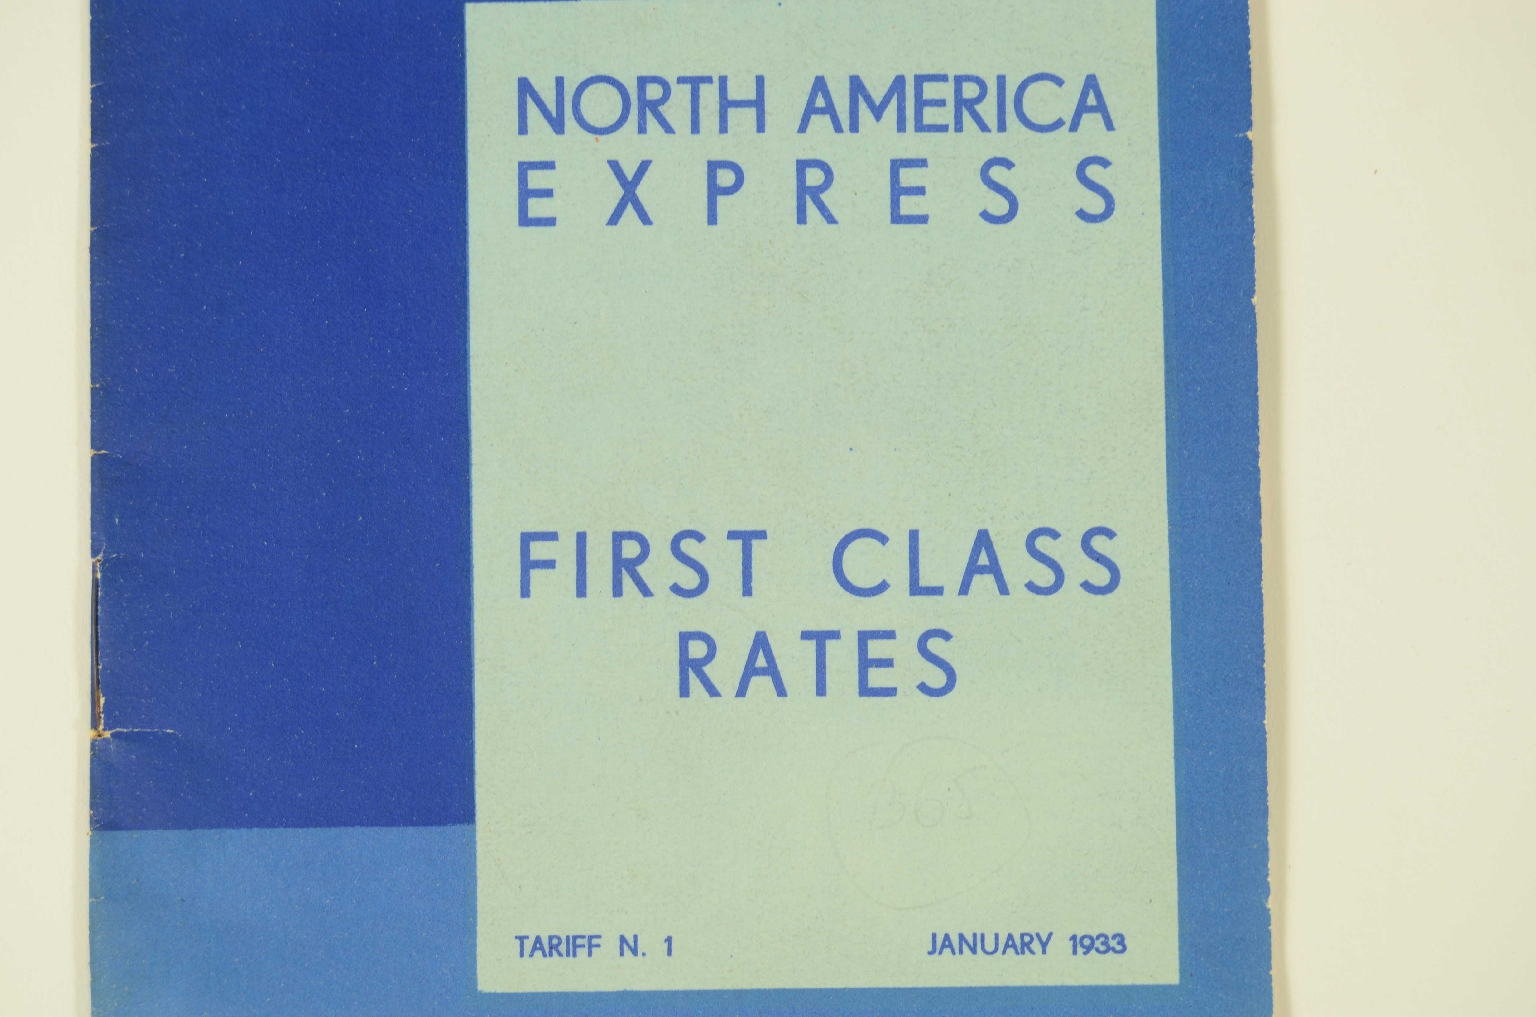 NORTH AMERICA
EXPRESS
FIRST CLASS
RATES
TARIFF N. 1 JANUARY 1933